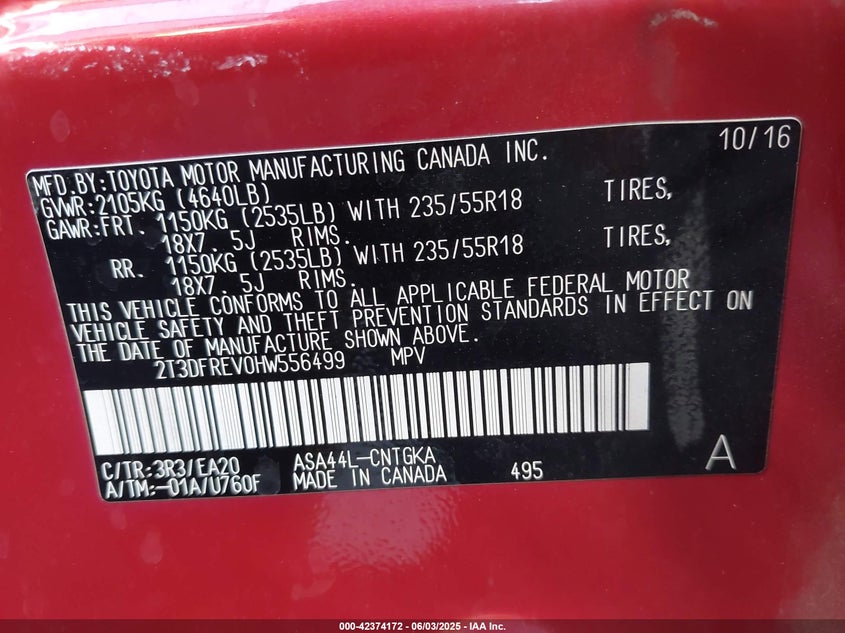 10/16
MFD.BY:TOYOTA MOTOR MANUFACTURING CANADA INC.
GVWR:2105KG (4640LB)
GAWR:FRT. 1150KG (2535LB) WITH 235/55R18 TIRES,
18X7. 5J RIMS.
RR. 1150KG (2535LB) WITH 235/55R18 TIRES,
18X7. 5J RIMS.
THIS VEHICLE CONFORMS TO ALL APPLICABLE FEDERAL MOTOR
VEHICLE SAFETY AND THEFT PREVENTION STANDARDS IN EFFECT ON
THE DATE OF MANUFACTURE SHOWN ABOVE.
2T3DFREV0HW556499 MPV
C/TR:3R3/EA20 ASA44L-CNTGKA
A/TM:-01A/U760F MADE IN CANADA 495 A
000-42374172 - 06/03/2025 - IAA Inc.